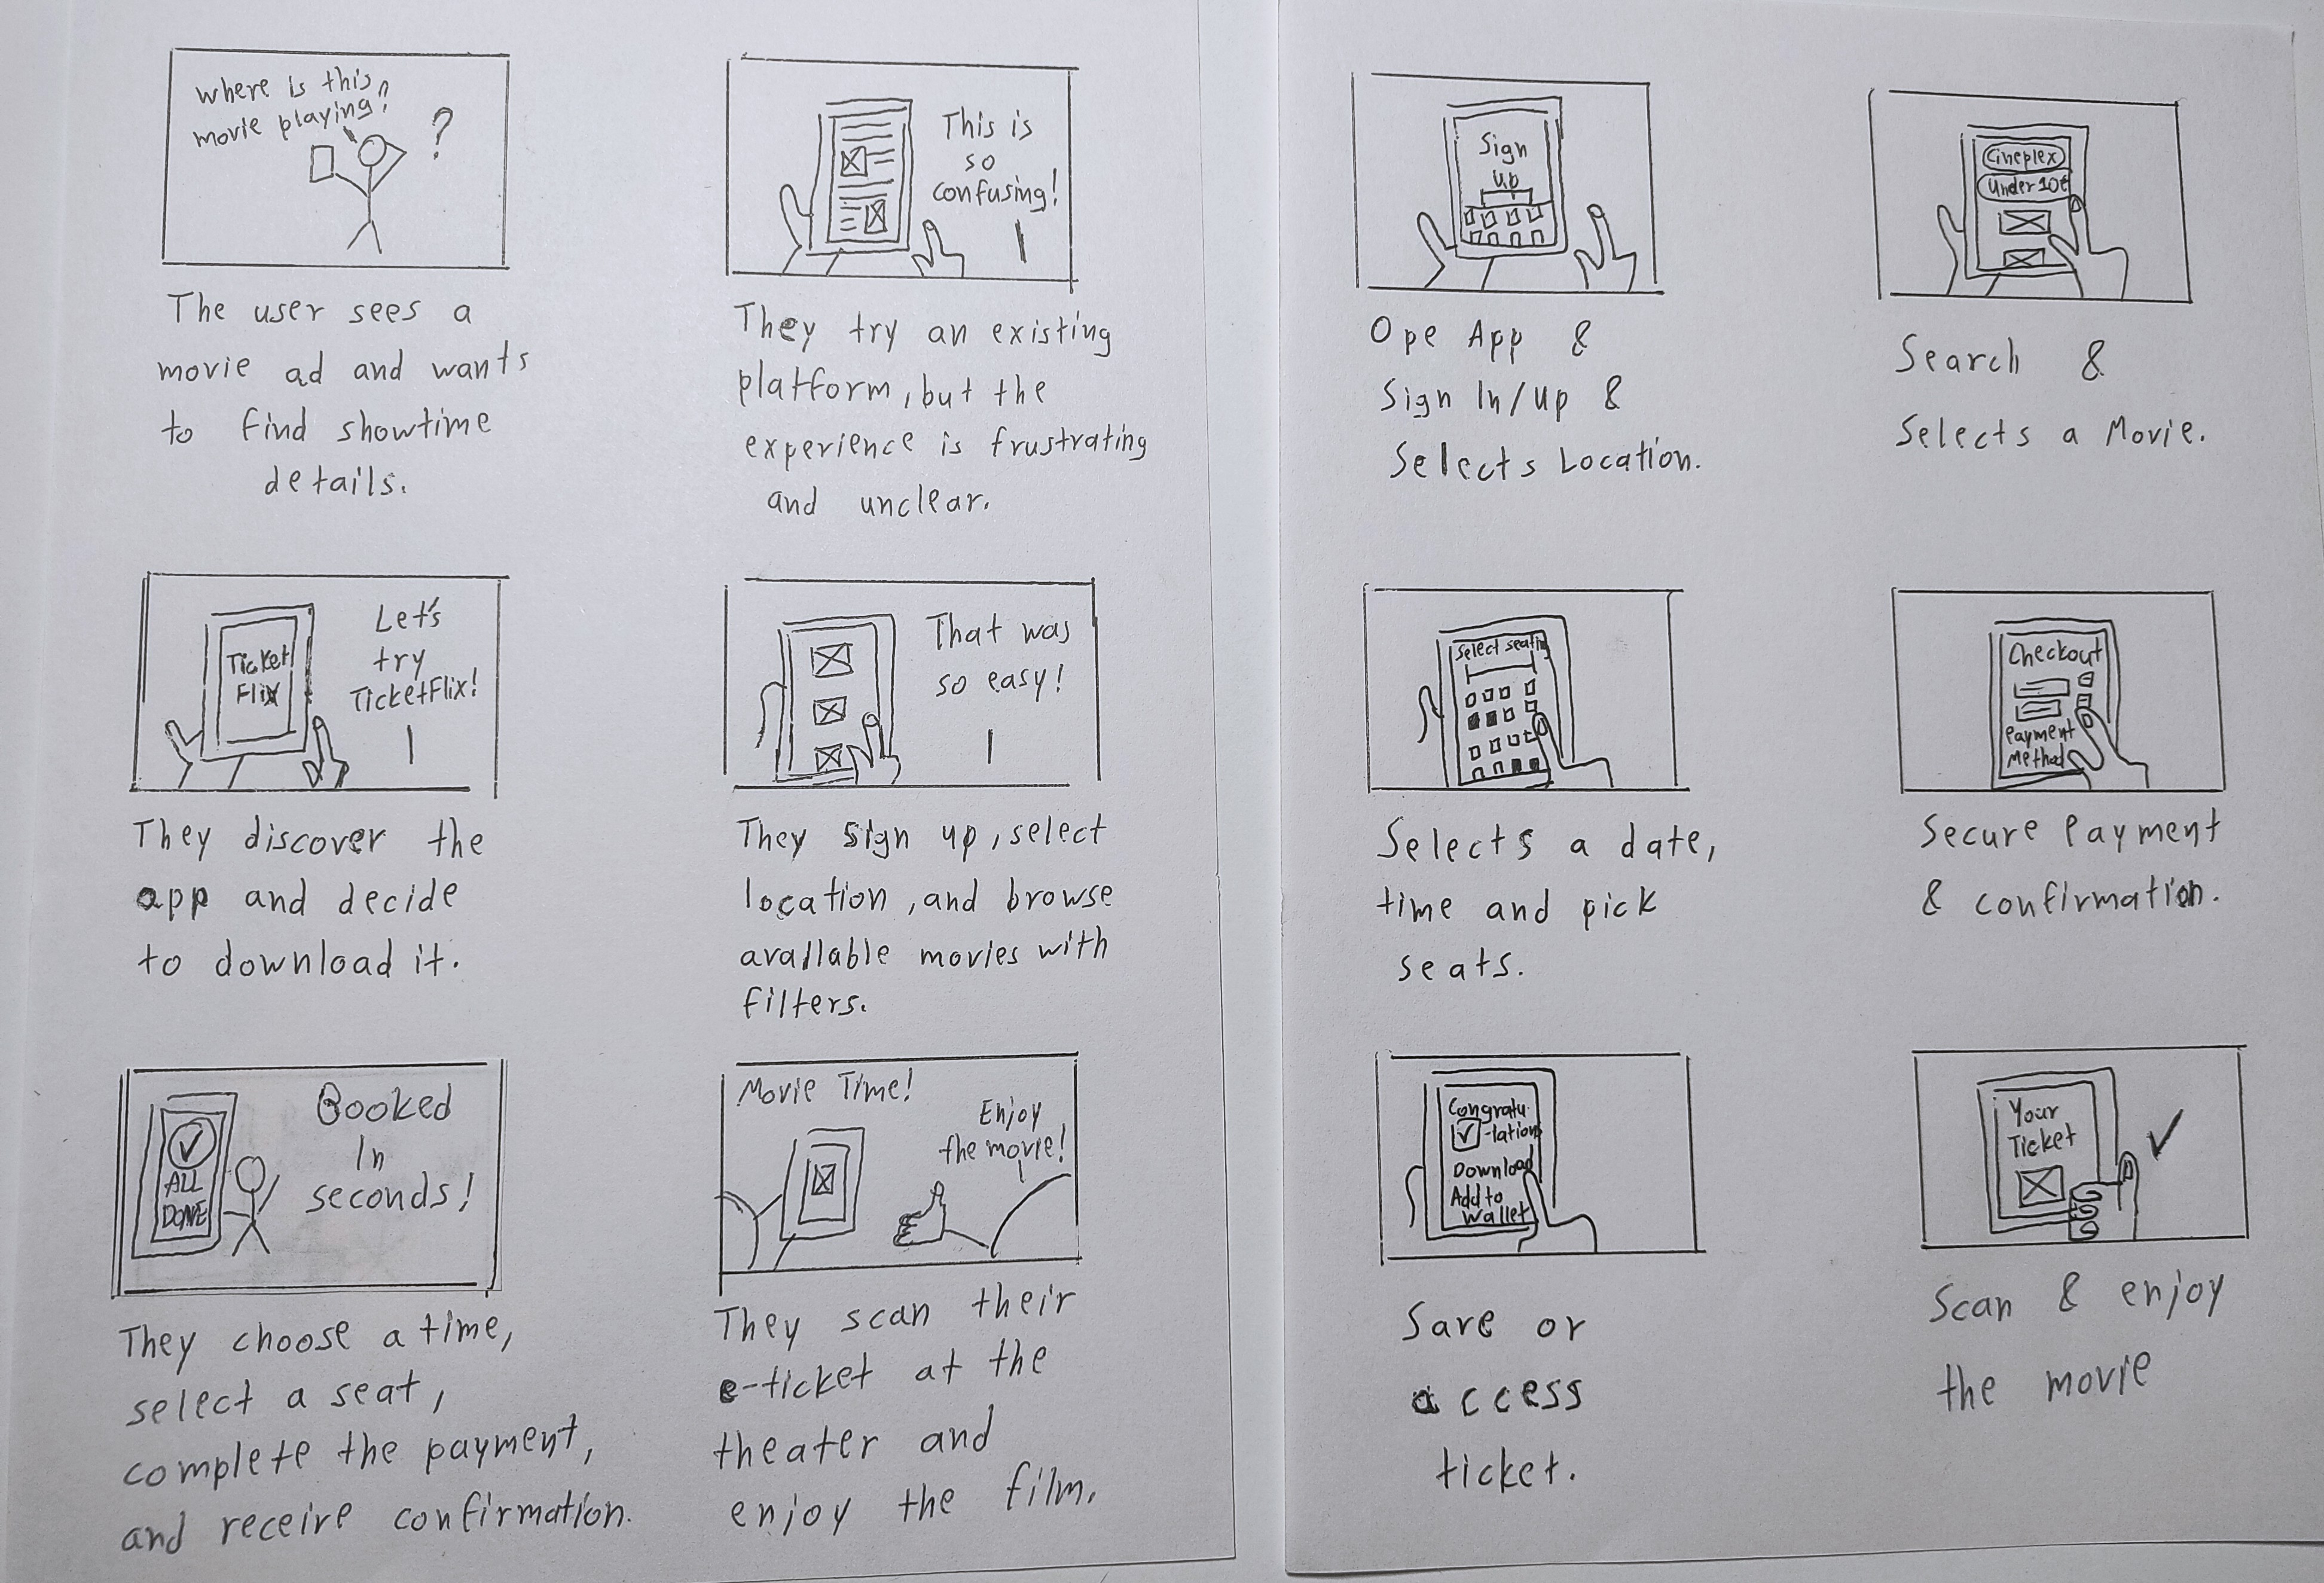 where is this
movie playing?
?
The user sees a
movie ad and wants
to find showtime
details.
This is
so
confusing!
They try an existing
platform, but the
experience is frustrating
and unclear.
Ticket
Flix
Let's
try
TicketFlix!
They discover the
app and decide
to download it.
That was
so easy!
They sign up, select
location, and browse
available movies with
filters.
ALL
DONE
Booked
In
seconds!
They choose a time,
select a seat,
complete the payment,
and receive confirmation.
Movie Time!
Enjoy
the movie!
They scan their
e-ticket at the
theater and
enjoy the film.
Sign
up
Ope App &
Sign In/Up &
Selects Location.
Cineplex
Under 10€
Search &
Selects a Movie.
Select seating
Selects a date,
time and pick
seats.
Checkout
Payment
Method
Secure Payment
& confirmation.
Congratu
-lation
Download
Add to
Wallet
Save or
access
ticket.
Your
Ticket
Scan & enjoy
the movie